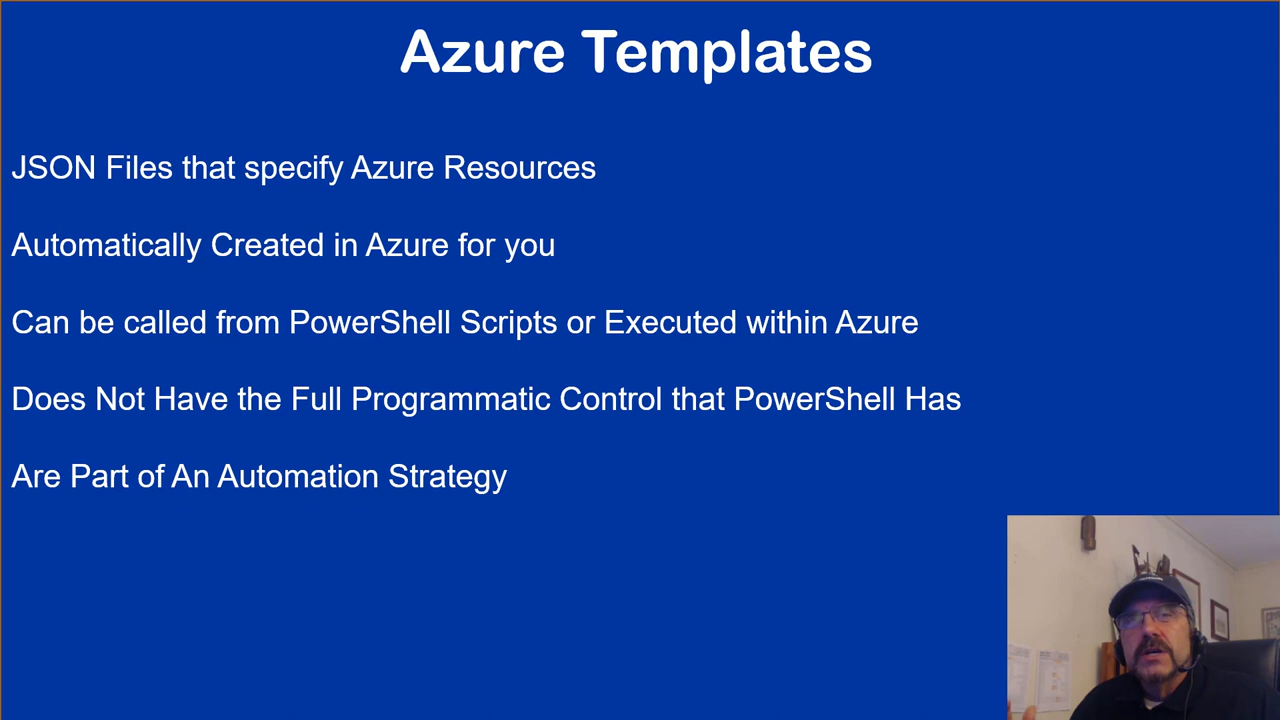 Azure Templates
JSON Files that specify Azure Resources
Automatically Created in Azure for you
Can be called from PowerShell Scripts or Executed within Azure
Does Not Have the Full Programmatic Control that PowerShell Has
Are Part of An Automation Strategy